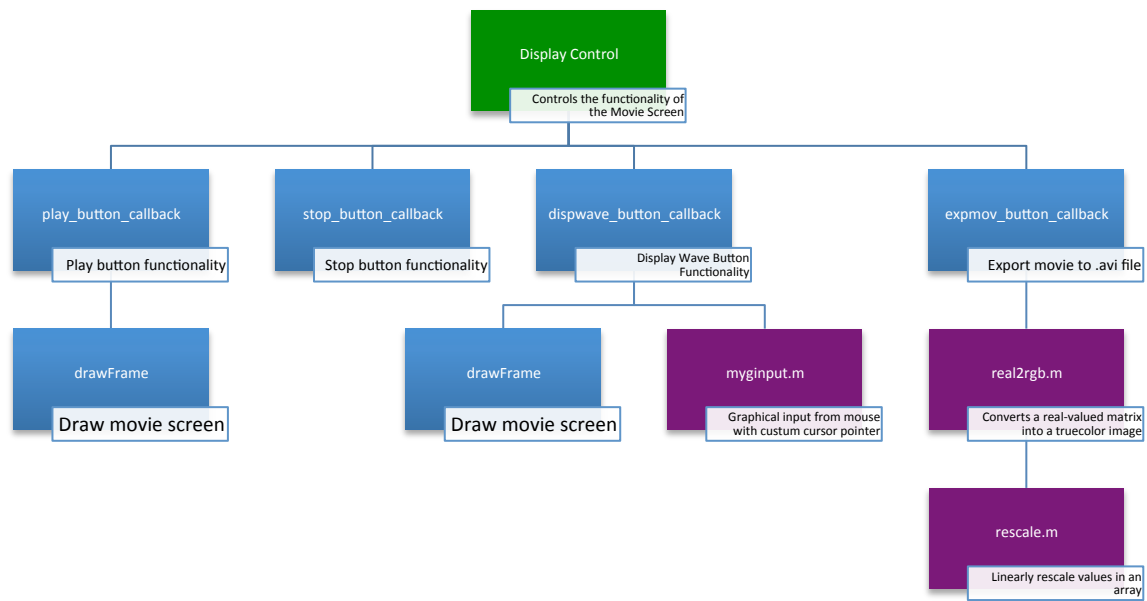 Display Control
Controls the functionality of
the Movie Screen
play_button_callback
Play button functionality
stop_button_callback
Stop button functionality
dispwave_button_callback
Display Wave Button
Functionality
expmov_button_callback
Export movie to .avi file
drawFrame
Draw movie screen
drawFrame
Draw movie screen
myginput.m
Graphical input from mouse
with custum cursor pointer
real2rgb.m
Converts a real-valued matrix
into a truecolor image
rescale.m
Linearly rescale values in an
array